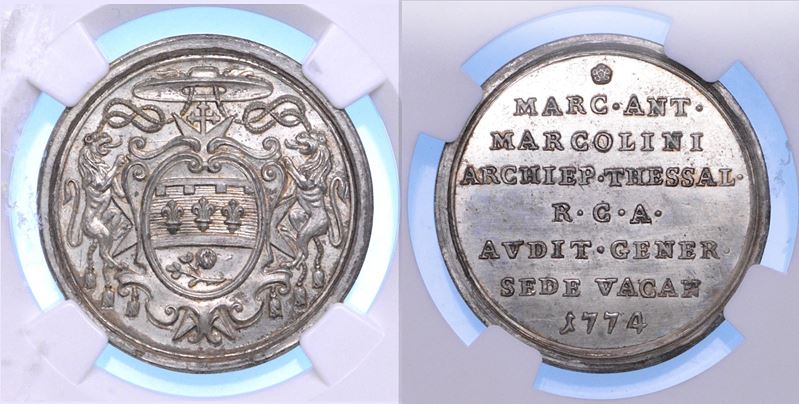 MARC·ANT·
MARCOLINI
ARCHIEP·THESSAL·
R·C·A·
AVDIT·GENER·
SEDE VACAN
1774